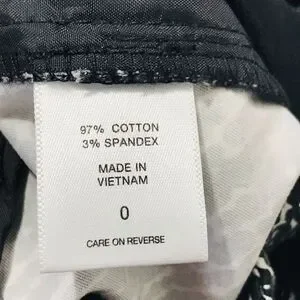 97% COTTON
3% SPANDEX
MADE IN
VIETNAM
0
CARE ON REVERSE